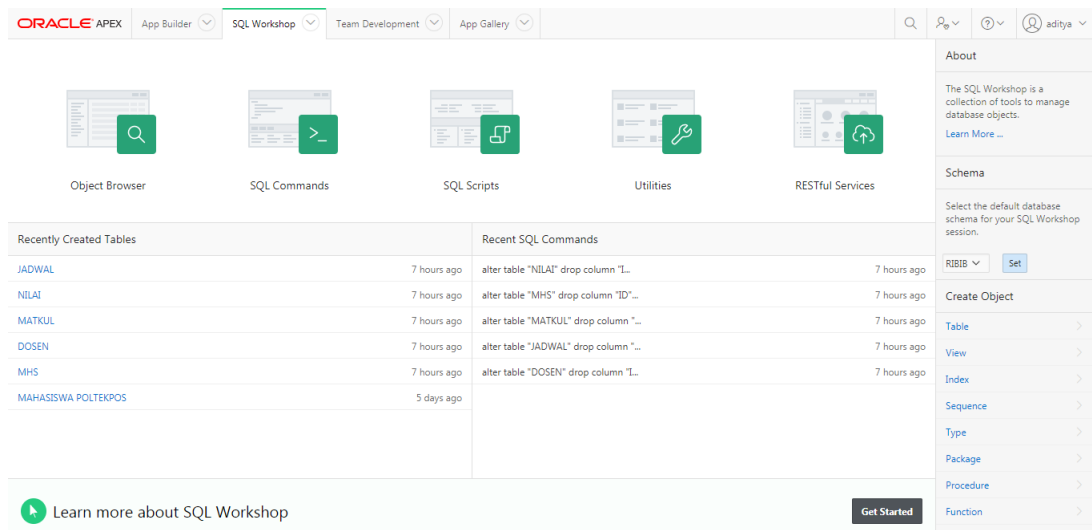 ORACLE APEX App Builder SQL Workshop Team Development App Gallery aditya
Object Browser
SQL Commands
SQL Scripts
Utilities
RESTful Services
Recently Created Tables
JADWAL 7 hours ago
NILAI 7 hours ago
MATKUL 7 hours ago
DOSEN 7 hours ago
MHS 7 hours ago
MAHASISWA POLTEKPOS 5 days ago
Recent SQL Commands
alter table "NILAI" drop column "I... 7 hours ago
alter table "MHS" drop column "ID"... 7 hours ago
alter table "MATKUL" drop column "... 7 hours ago
alter table "JADWAL" drop column "... 7 hours ago
alter table "DOSEN" drop column "I... 7 hours ago
Learn more about SQL Workshop
Get Started
About
The SQL Workshop is a
collection of tools to manage
database objects.
Learn More ...
Schema
Select the default database
schema for your SQL Workshop
session.
RIBIB Set
Create Object
Table
View
Index
Sequence
Type
Package
Procedure
Function